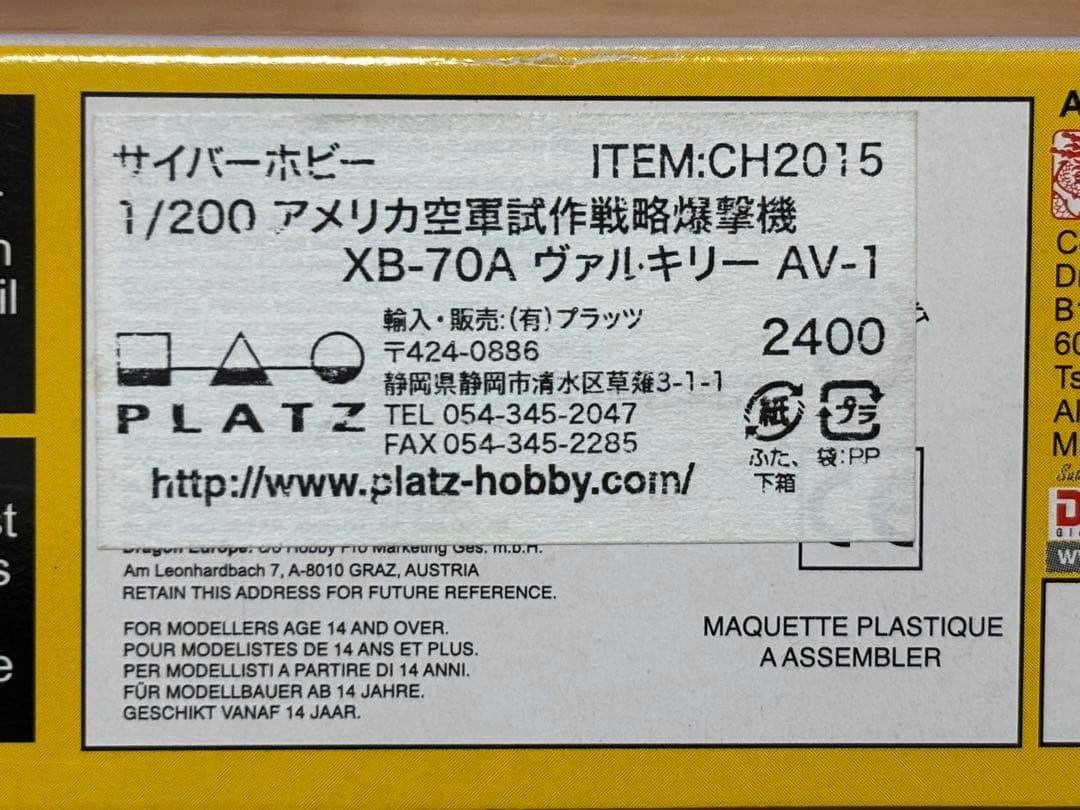 サイバーホビー ITEM:CH2015
1/200 アメリカ空軍試作戦略爆撃機
XB-70A ヴァルキリー AV-1
輸入・販売:(有)プラッツ
2400
〒424-0886
静岡県静岡市清水区草薙3-1-1
TEL 054-345-2047
FAX 054-345-2285
PLATZ
http://www.platz-hobby.com/
紙
プラ
ふた、
下箱
袋:PP
Dragon Europe: c/o Hobby Pro Marketing Ges. m.b.H.
Am Leonhardbach 7, A-8010 GRAZ, AUSTRIA
RETAIN THIS ADDRESS FOR FUTURE REFERENCE.
FOR MODELLERS AGE 14 AND OVER.
POUR MODELISTES DE 14 ANS ET PLUS.
PER MODELLISTI A PARTIRE DI 14 ANNI.
FÜR MODELLBAUER AB 14 JAHRE.
GESCHIKT VANAF 14 JAAR.
MAQUETTE PLASTIQUE
A ASSEMBLER